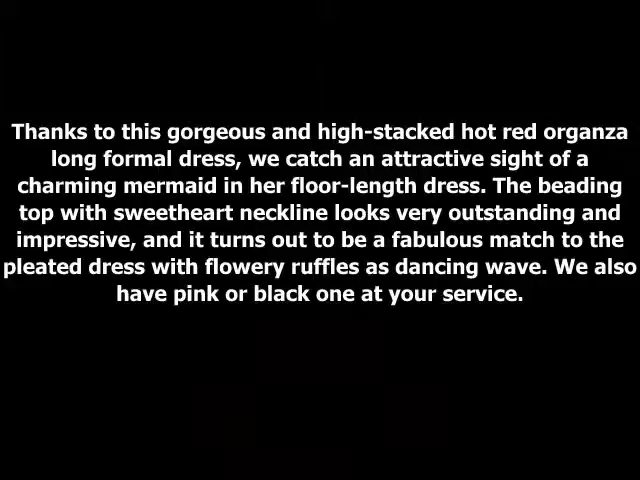 Thanks to this gorgeous and high-stacked hot red organza
long formal dress, we catch an attractive sight of a
charming mermaid in her floor-length dress. The beading
top with sweetheart neckline looks very outstanding and
impressive, and it turns out to be a fabulous match to the
pleated dress with flowery ruffles as dancing wave. We also
have pink or black one at your service.